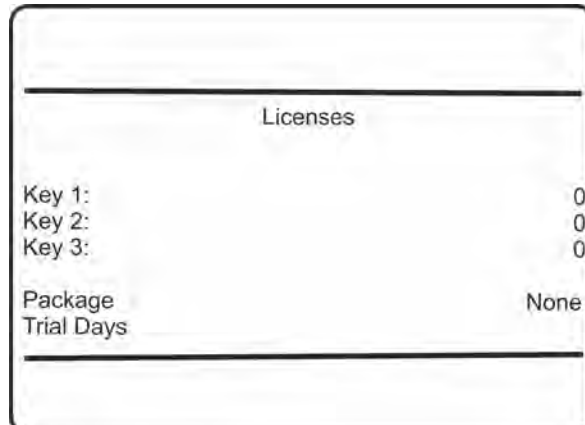 Licenses
Key 1: 0
Key 2: 0
Key 3: 0
Package None
Trial Days